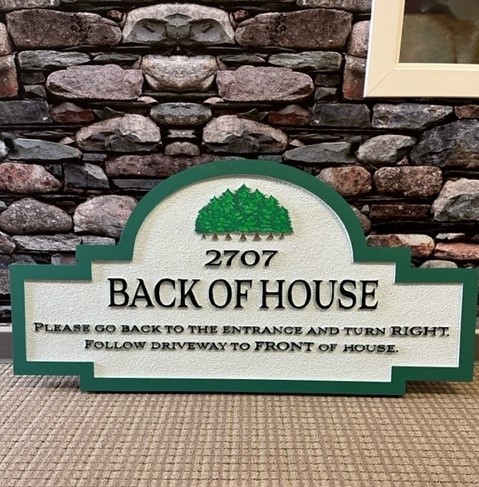 2707
BACK OF HOUSE
PLEASE GO BACK TO THE ENTRANCE AND TURN RIGHT.
FOLLOW DRIVEWAY TO FRONT OF HOUSE.